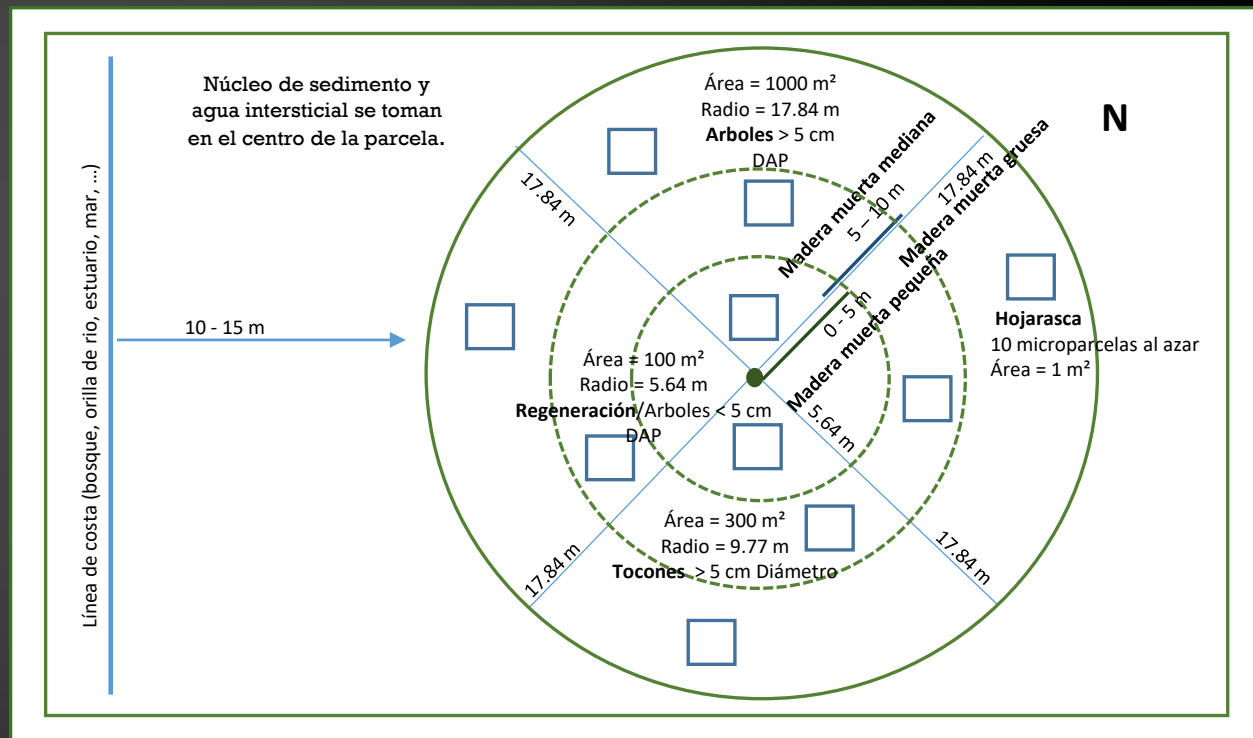 Línea de costa (bosque, orilla de rio, estuario, mar, ...)
Núcleo de sedimento y
agua intersticial se toman
en el centro de la parcela.
10 - 15 m
Área = 1000 m²
Radio = 17.84 m
Arboles > 5 cm
DAP
N
17.84 m
Madera muerta mediana
5 – 10 m
17.84 m
Madera muerta gruesa
0 - 5 m
Madera muerta pequeña
Hojarasca
10 microparcelas al azar
Área = 1 m²
Área = 100 m²
Radio = 5.64 m
Regeneración/Arboles < 5 cm
DAP
5.64 m
Área = 300 m²
Radio = 9.77 m
Tocones > 5 cm Diámetro
17.84 m
17.84 m